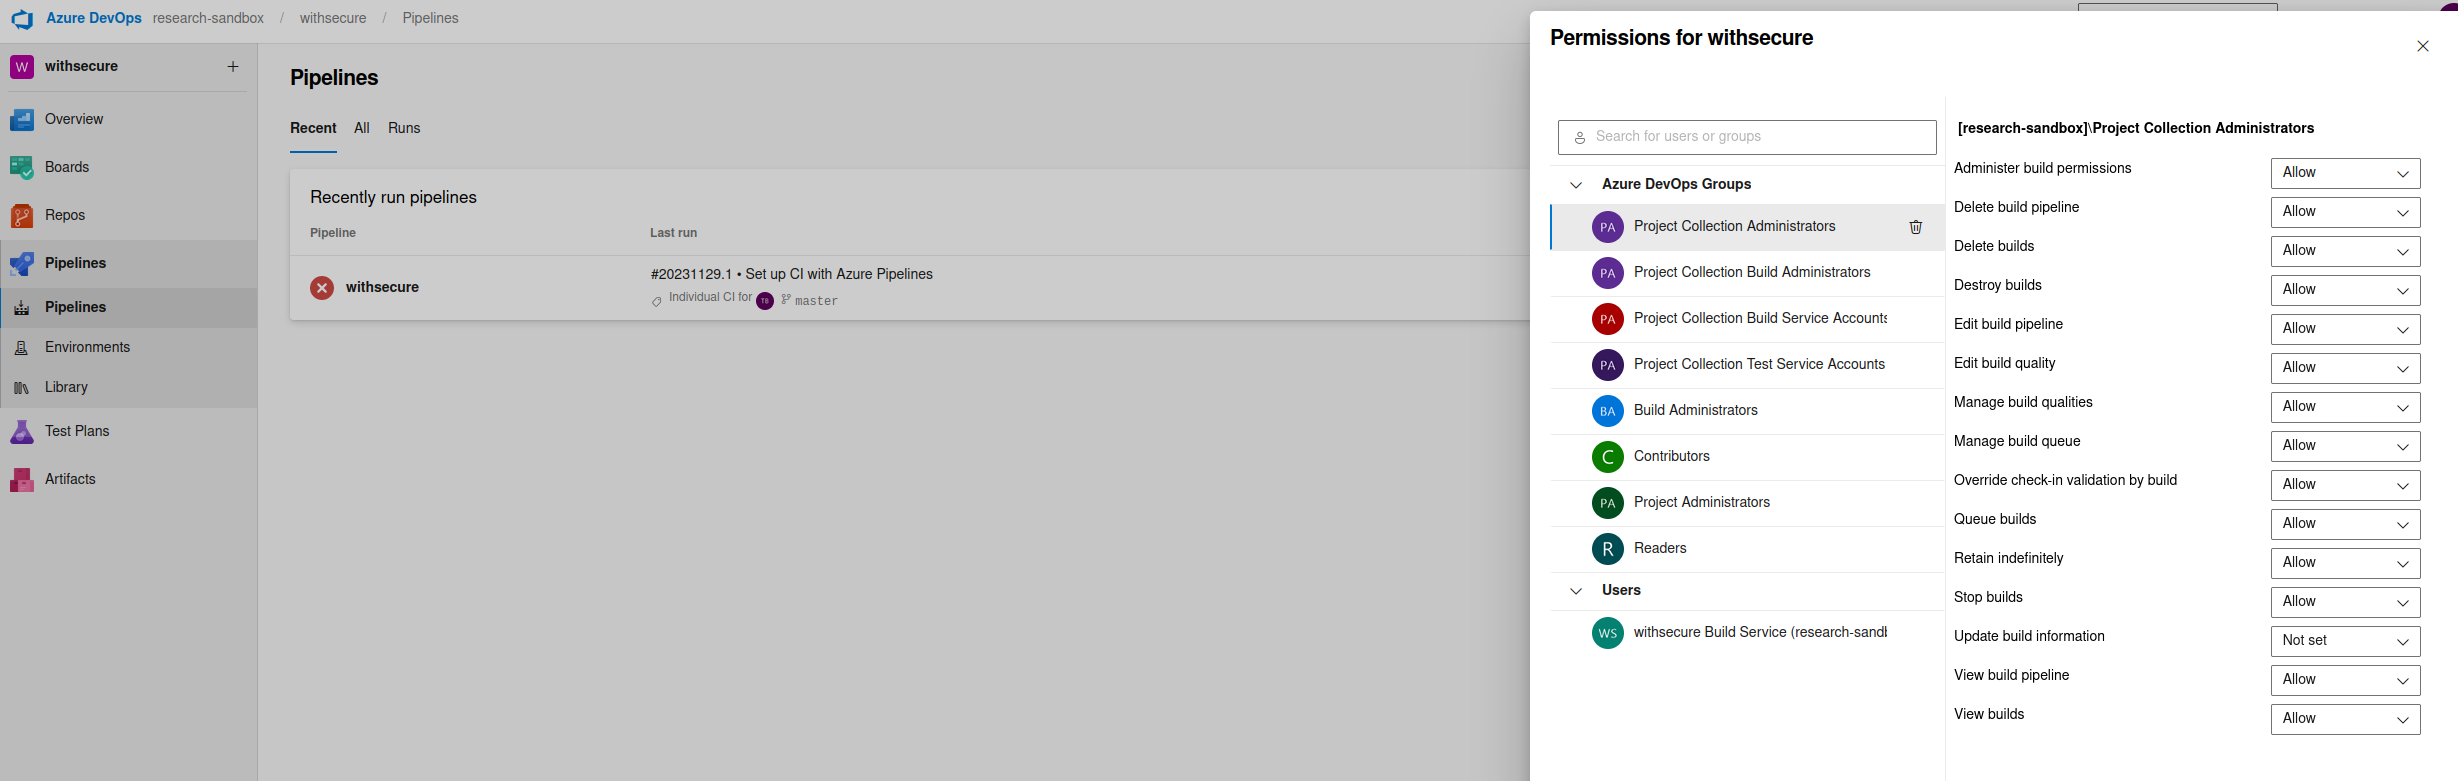 Azure DevOps research-sandbox / withsecure / Pipelines
W withsecure +
Overview
Boards
Repos
Pipelines
Pipelines
Environments
Library
Test Plans
Artifacts
Pipelines
Recent All Runs
Recently run pipelines
Pipeline Last run
withsecure
#20231129.1 • Set up CI with Azure Pipelines
Individual CI for TB master
Permissions for withsecure
Search for users or groups
Azure DevOps Groups
PA Project Collection Administrators
PA Project Collection Build Administrators
PA Project Collection Build Service Accounts
PA Project Collection Test Service Accounts
BA Build Administrators
C Contributors
PA Project Administrators
R Readers
Users
WS withsecure Build Service (research-sandb
[research-sandbox]\Project Collection Administrators
Administer build permissions Allow
Delete build pipeline Allow
Delete builds Allow
Destroy builds Allow
Edit build pipeline Allow
Edit build quality Allow
Manage build qualities Allow
Manage build queue Allow
Override check-in validation by build Allow
Queue builds Allow
Retain indefinitely Allow
Stop builds Allow
Update build information Not set
View build pipeline Allow
View builds Allow